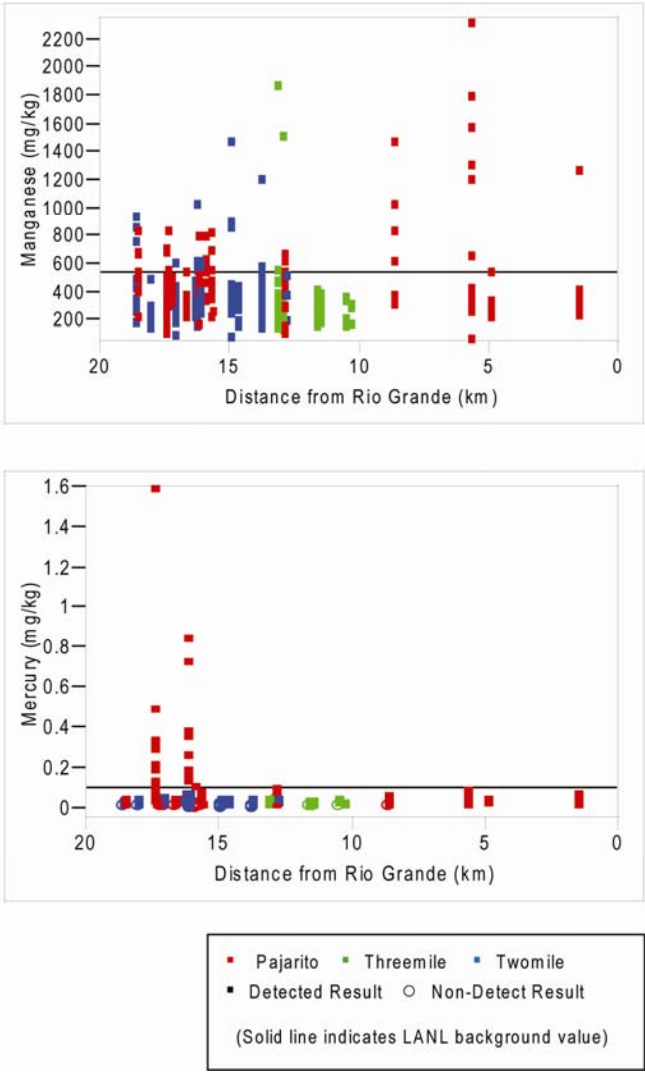 2200
2000
1800
1600
1400
1200
1000
800
600
400
200
Manganese (mg/kg)
20 15 10 5 0
Distance from Rio Grande (km)
1.6
1.4
1.2
1
0.8
0.6
0.4
0.2
0
Mercury (mg/kg)
20 15 10 5 0
Distance from Rio Grande (km)
Pajarito Threemile Twomile
Detected Result Non-Detect Result
(Solid line indicates LANL background value)